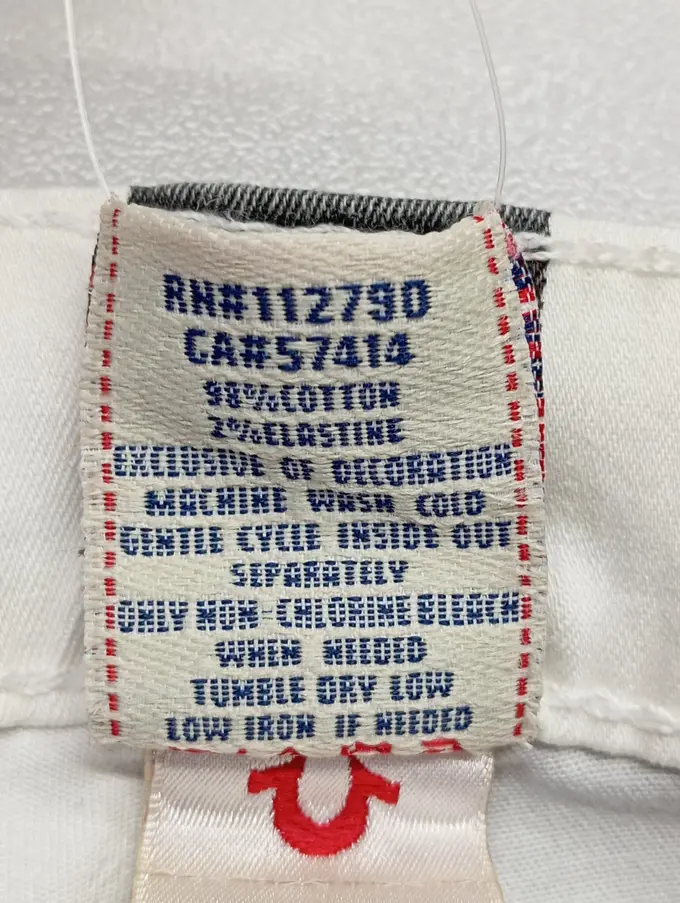 RN#112790
CA#57414
98%COTTON
2%ELASTINE
EXCLUSIVE OF DECORATION
MACHINE WASH COLD
GENTLE CYCLE INSIDE OUT
SEPARATELY
ONLY NON-CHLORINE BLEACH
WHEN NEEDED
TUMBLE DRY LOW
LOW IRON IF NEEDED